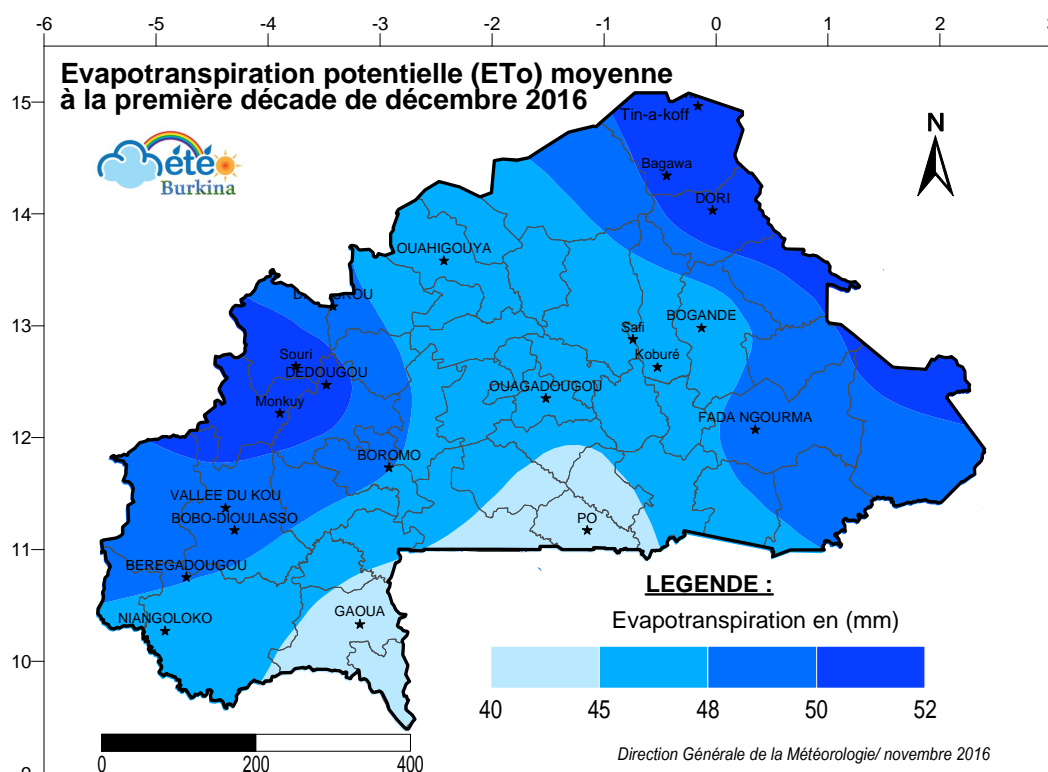 -6 -5 -4 -3 -2 -1 0 1 2 3
Evapotranspiration potentielle (ETo) moyenne
à la première décade de décembre 2016
15
14
13
12
11
10
9
été
Burkina
N
Tin-a-koff
Bagawa
DORI
OUAHIGOUYA
BOGANDE
Safi
Koburé
Souri
DEDOUGOU
Monkuy
OUAGADOUGOU
FADA NGOURMA
BOROMO
VALLEE DU KOU
BOBO-DIOULASSO
PO
BEREGADOUGOU
NIANGOLOKO
GAOUA
LEGENDE :
Evapotranspiration en (mm)
40 45 48 50 52
0 200 400
Direction Générale de la Météorologie/ novembre 2016